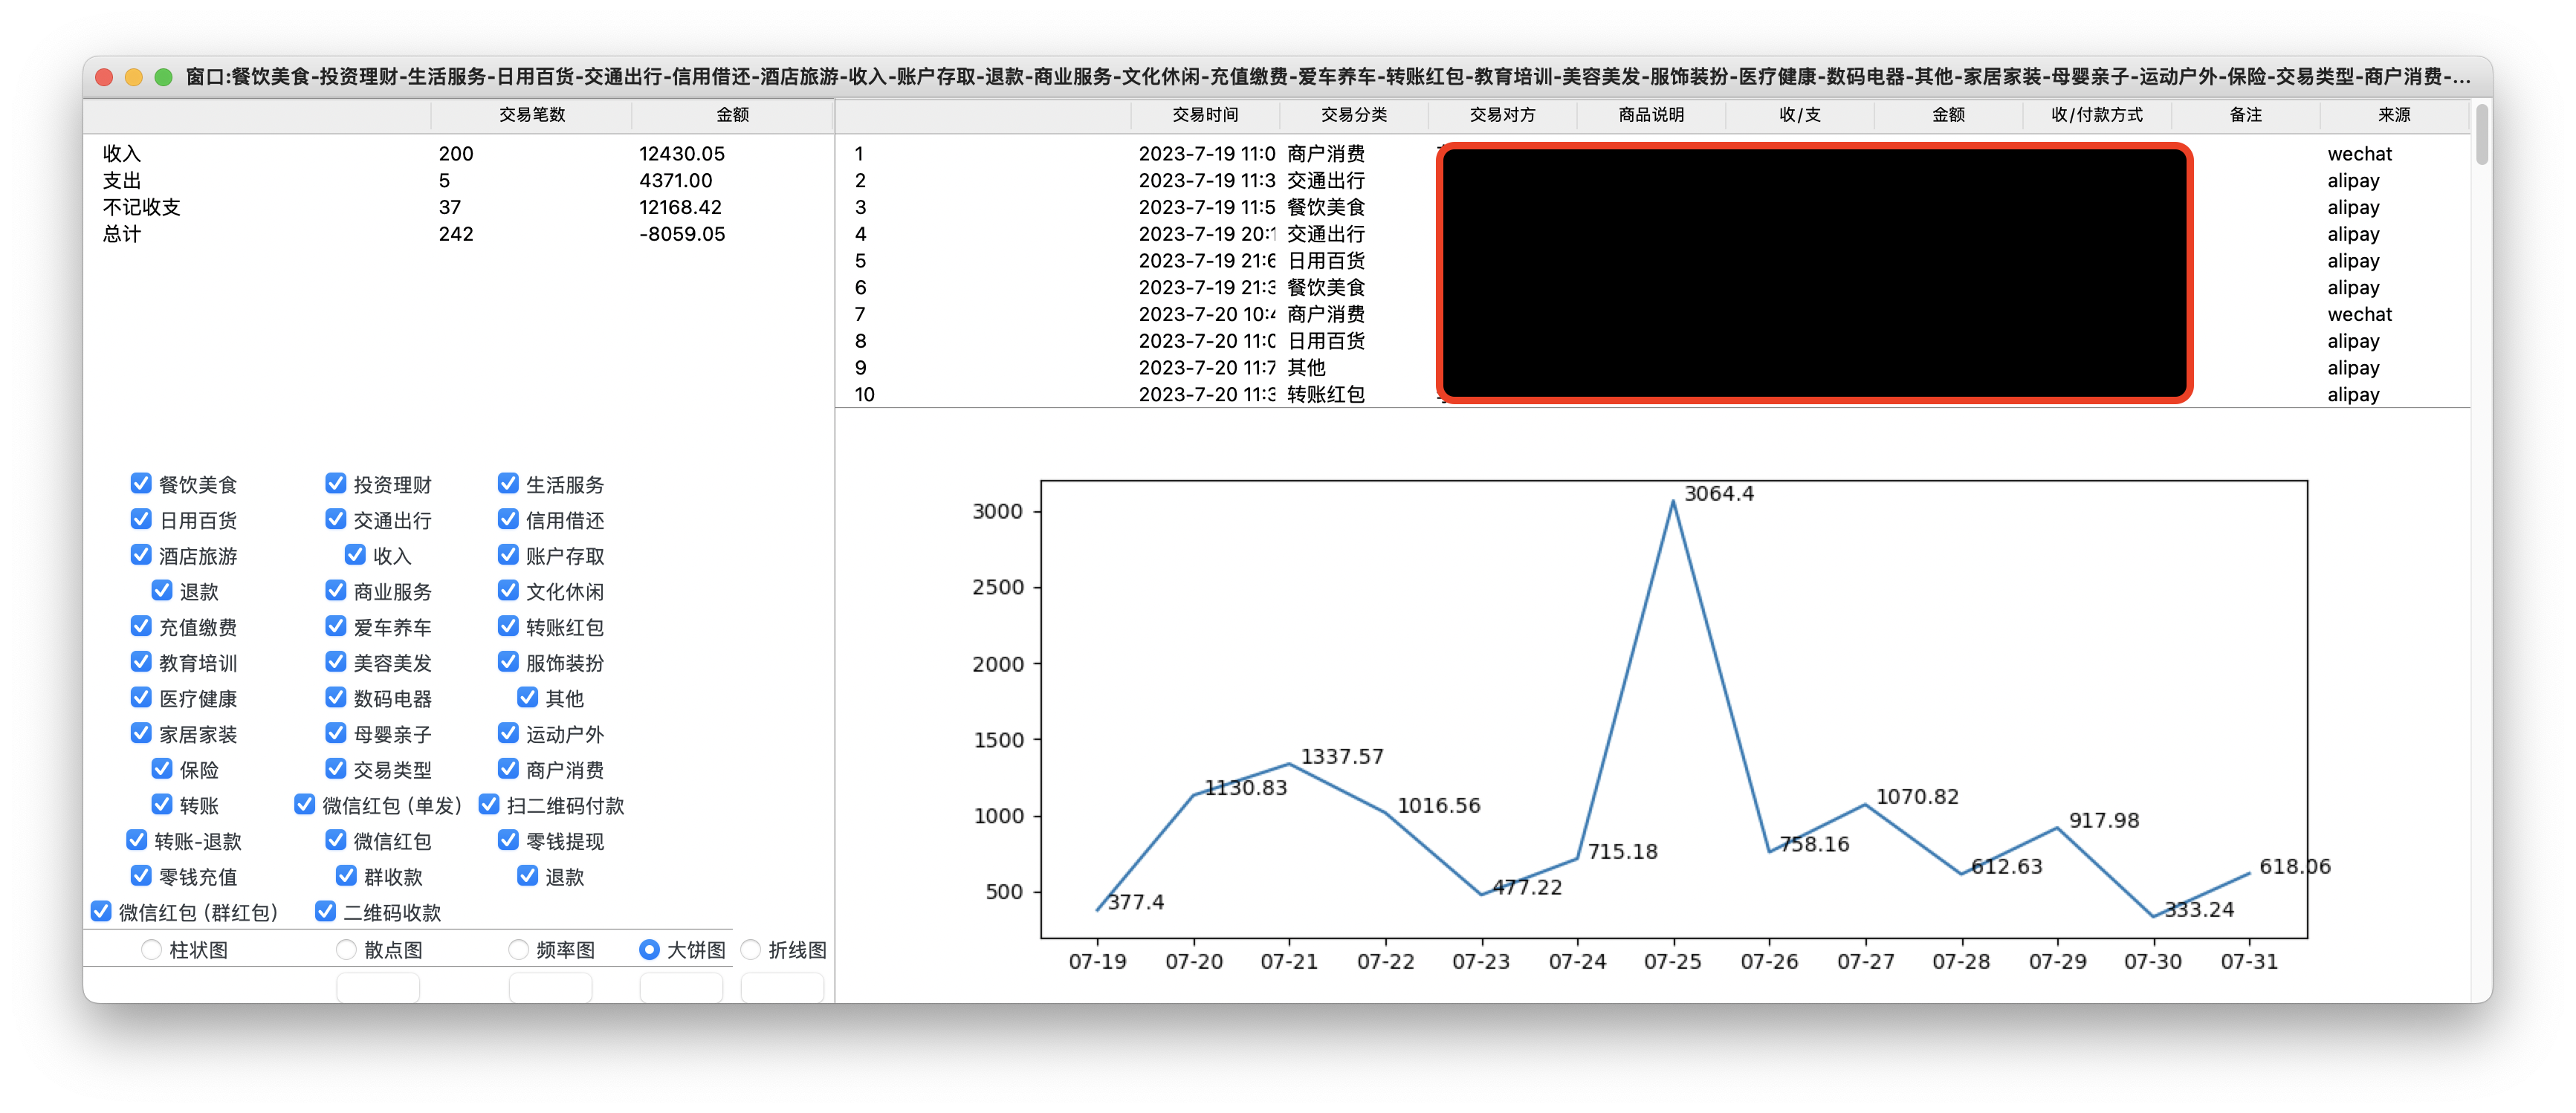 窗口:餐饮美食-投资理财-生活服务-日用百货-交通出行-信用借还-酒店旅游-收入-账户存取-退款-商业服务-文化休闲-充值缴费-爱车养车-转账红包-教育培训-美容美发-服饰装扮-医疗健康-数码电器-其他-家居家装-母婴亲子-运动户外-保险-交易类型-商户消费-...
交易笔数 金额
收入 200 12430.05
支出 5 4371.00
不记收支 37 12168.42
总计 242 -8059.05
交易时间 交易分类 交易对方 商品说明 收/支 金额 收/付款方式 备注 来源
1 2023-7-19 11:0 商户消费 wechat
2 2023-7-19 11:3 交通出行 alipay
3 2023-7-19 11:5 餐饮美食 alipay
4 2023-7-19 20:1 交通出行 alipay
5 2023-7-19 21:6 日用百货 alipay
6 2023-7-19 21:3 餐饮美食 alipay
7 2023-7-20 10:4 商户消费 wechat
8 2023-7-20 11:0 日用百货 alipay
9 2023-7-20 11:7 其他 alipay
10 2023-7-20 11:3 转账红包 alipay
餐饮美食 投资理财 生活服务
日用百货 交通出行 信用借还
酒店旅游 收入 账户存取
退款 商业服务 文化休闲
充值缴费 爱车养车 转账红包
教育培训 美容美发 服饰装扮
医疗健康 数码电器 其他
家居家装 母婴亲子 运动户外
保险 交易类型 商户消费
转账 微信红包（单发） 扫二维码付款
转账-退款 微信红包 零钱提现
零钱充值 群收款 退款
微信红包（群红包） 二维码收款
柱状图 散点图 频率图 大饼图 折线图
3000
2500
2000
1500
1000
500
377.4
1130.83
1337.57
1016.56
477.22
715.18
3064.4
758.16
1070.82
612.63
917.98
333.24
618.06
07-19 07-20 07-21 07-22 07-23 07-24 07-25 07-26 07-27 07-28 07-29 07-30 07-31